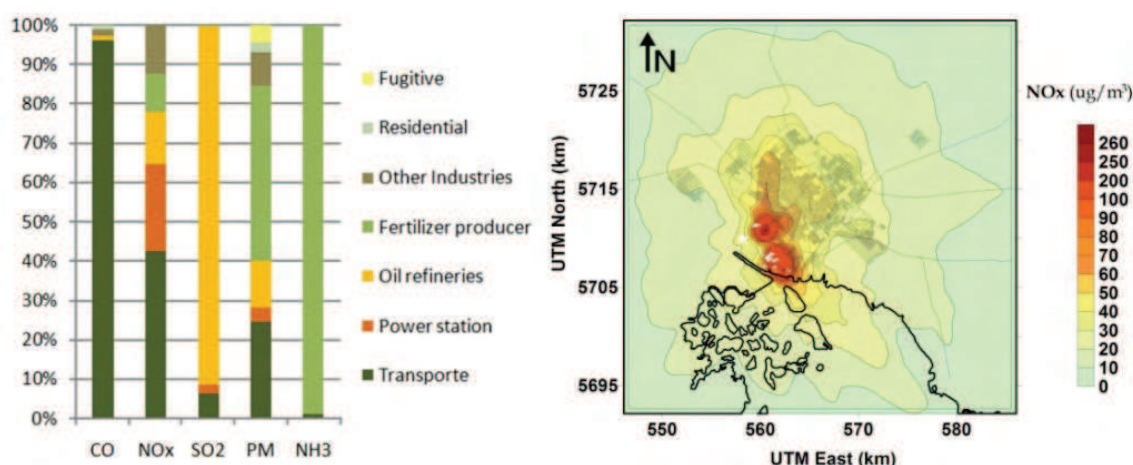 100%
90%
80%
70%
60%
50%
40%
30%
20%
10%
0%
CO NOx SO2 PM NH3
Fugitive
Residential
Other Industries
Fertilizer producer
Oil refineries
Power station
Transporte
N
UTM North (km)
5725
5715
5705
5695
550 560 570 580
UTM East (km)
NOx (ug/m³)
260
260
200
100
90
80
70
60
50
40
30
20
10
0